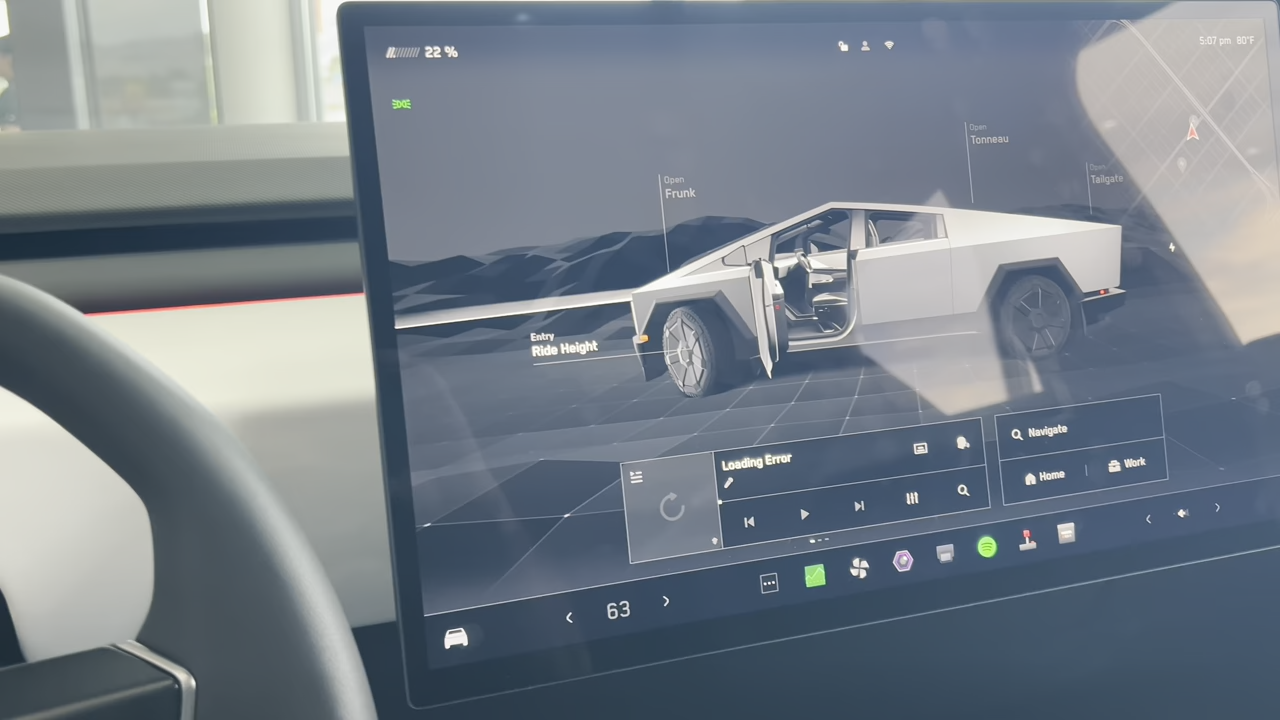 22 %
5:07 pm 80°F
Open
Tonneau
Open
Tailgate
Open
Frunk
Entry
Ride Height
Loading Error
Navigate
Home
Work
63